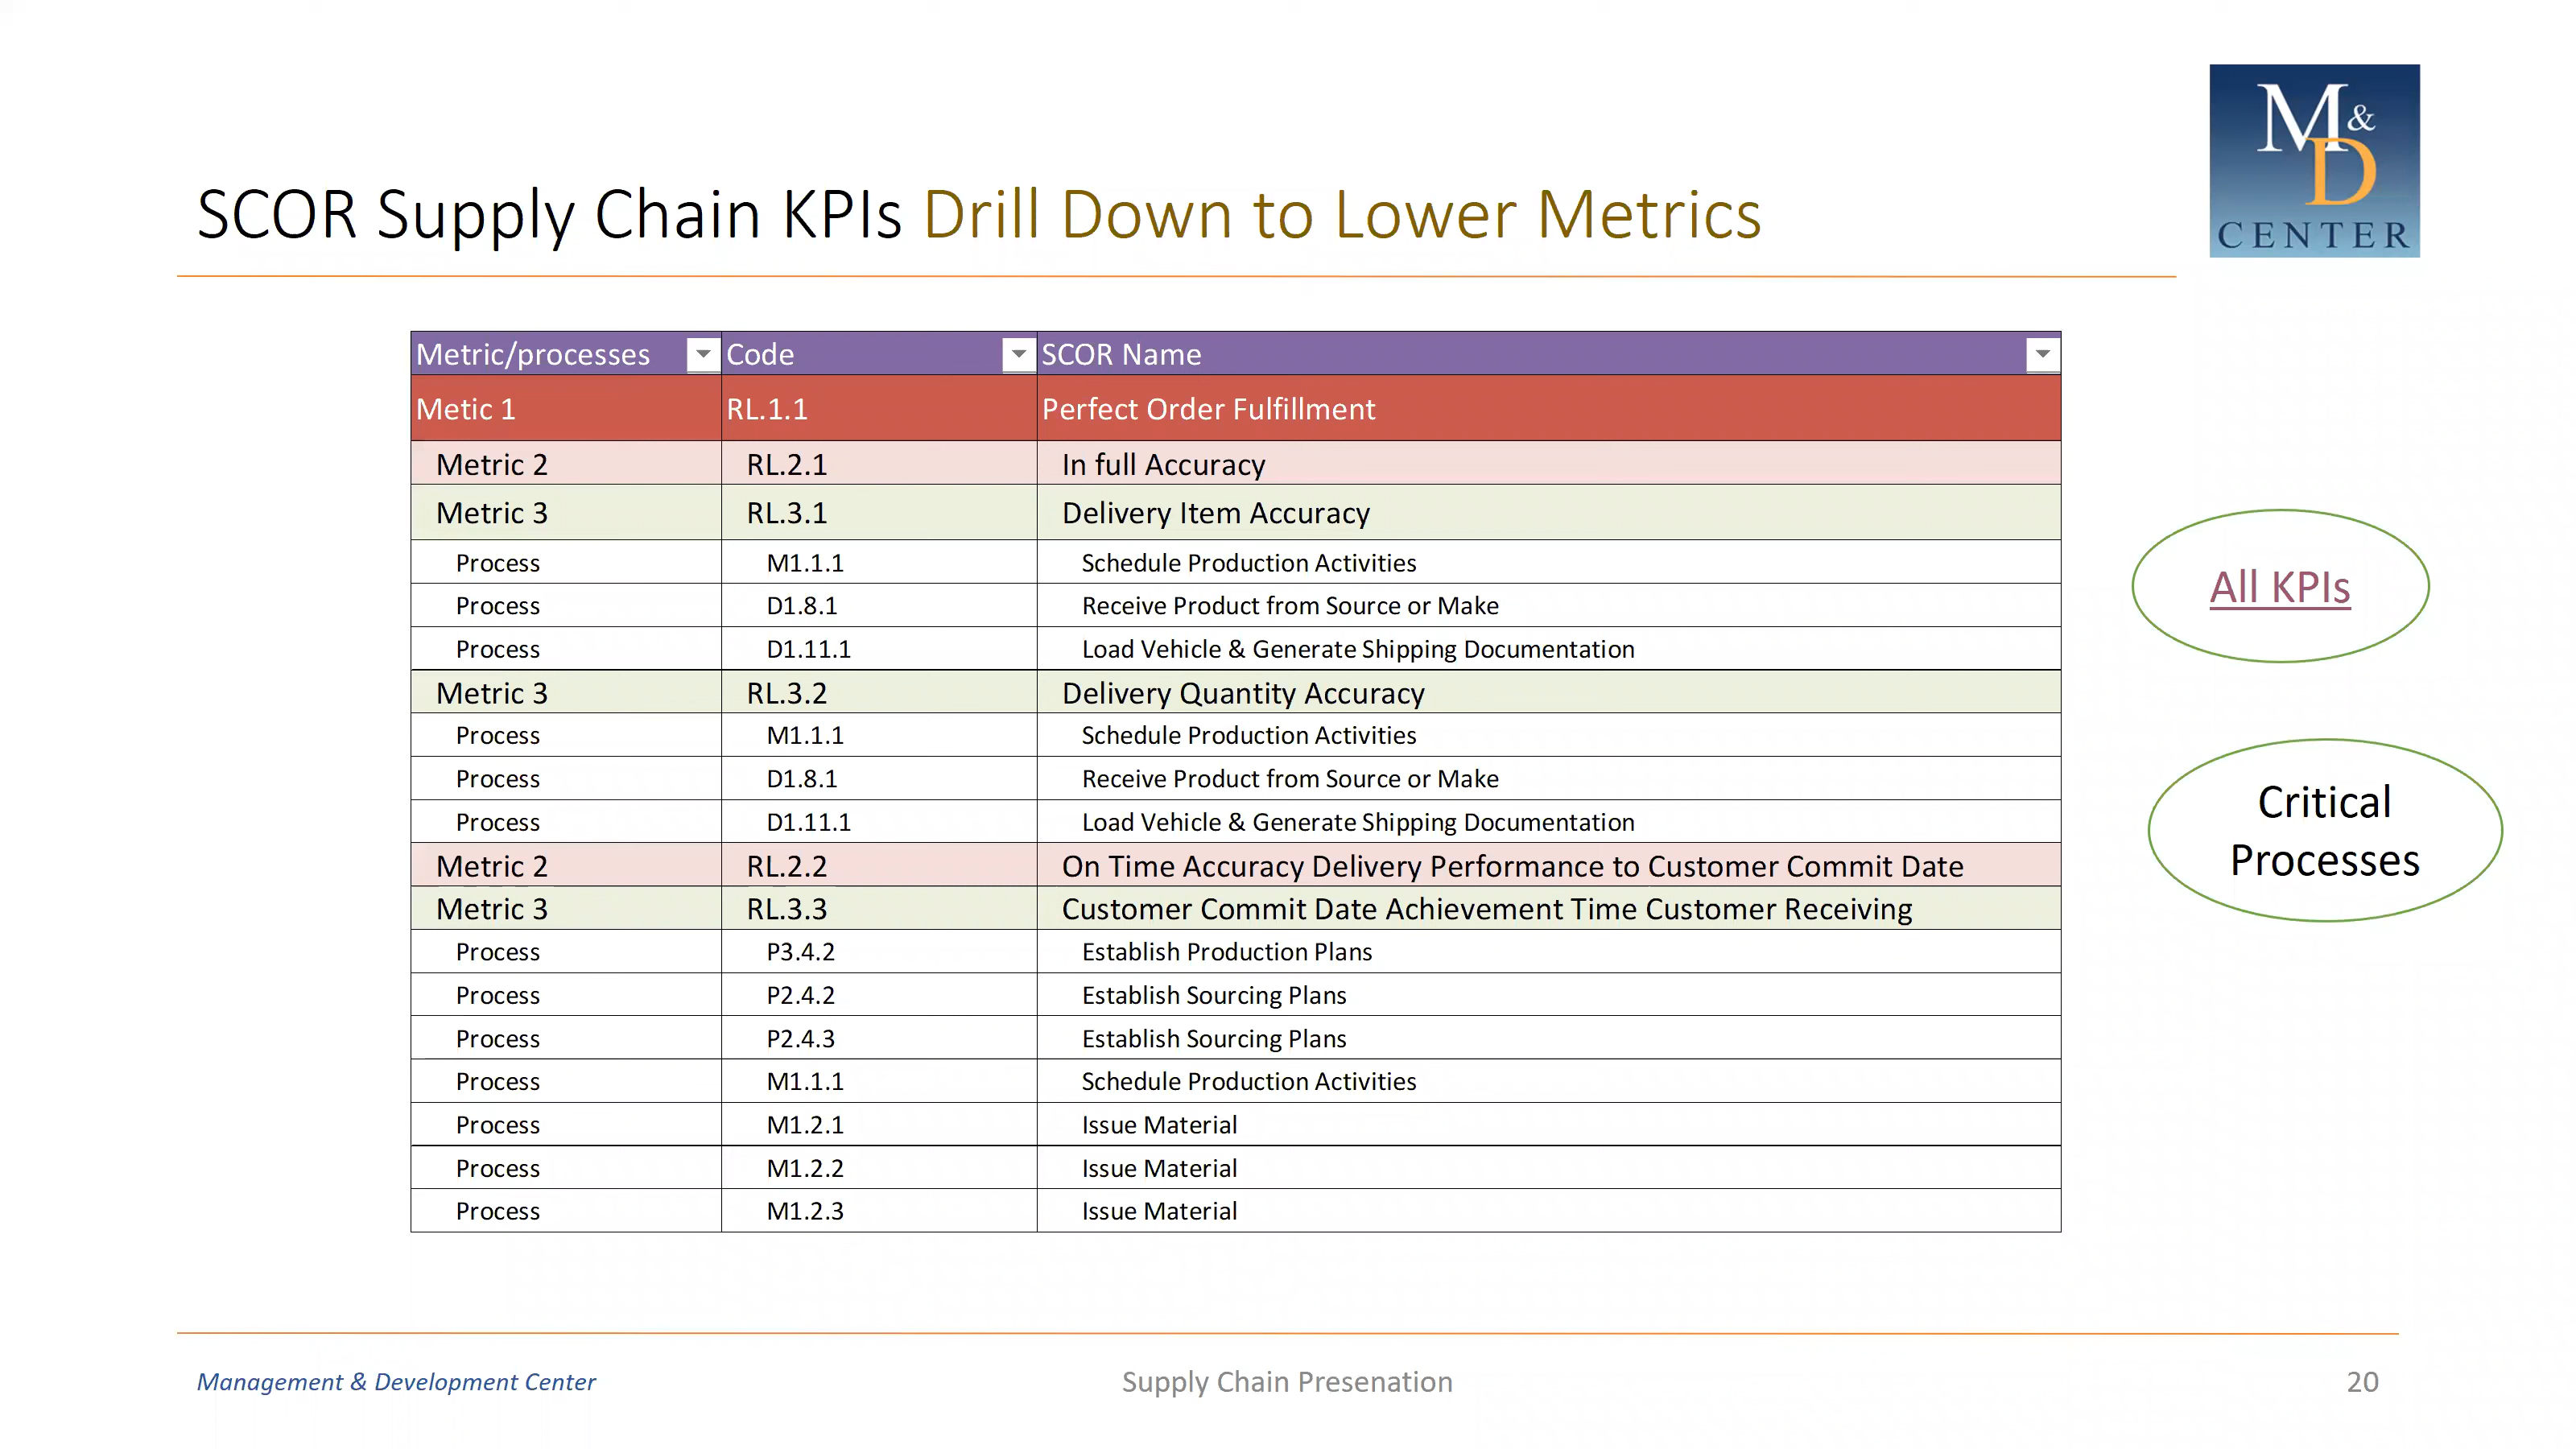 M&D
CENTER
SCOR Supply Chain KPIs Drill Down to Lower Metrics
Metric/processes Code SCOR Name
Metic 1 RL.1.1 Perfect Order Fulfillment
Metric 2 RL.2.1 In full Accuracy
Metric 3 RL.3.1 Delivery Item Accuracy
Process M1.1.1 Schedule Production Activities
Process D1.8.1 Receive Product from Source or Make
Process D1.11.1 Load Vehicle & Generate Shipping Documentation
Metric 3 RL.3.2 Delivery Quantity Accuracy
Process M1.1.1 Schedule Production Activities
Process D1.8.1 Receive Product from Source or Make
Process D1.11.1 Load Vehicle & Generate Shipping Documentation
Metric 2 RL.2.2 On Time Accuracy Delivery Performance to Customer Commit Date
Metric 3 RL.3.3 Customer Commit Date Achievement Time Customer Receiving
Process P3.4.2 Establish Production Plans
Process P2.4.2 Establish Sourcing Plans
Process P2.4.3 Establish Sourcing Plans
Process M1.1.1 Schedule Production Activities
Process M1.2.1 Issue Material
Process M1.2.2 Issue Material
Process M1.2.3 Issue Material
All KPIs
Critical
Processes
Management & Development Center
Supply Chain Presenation
20